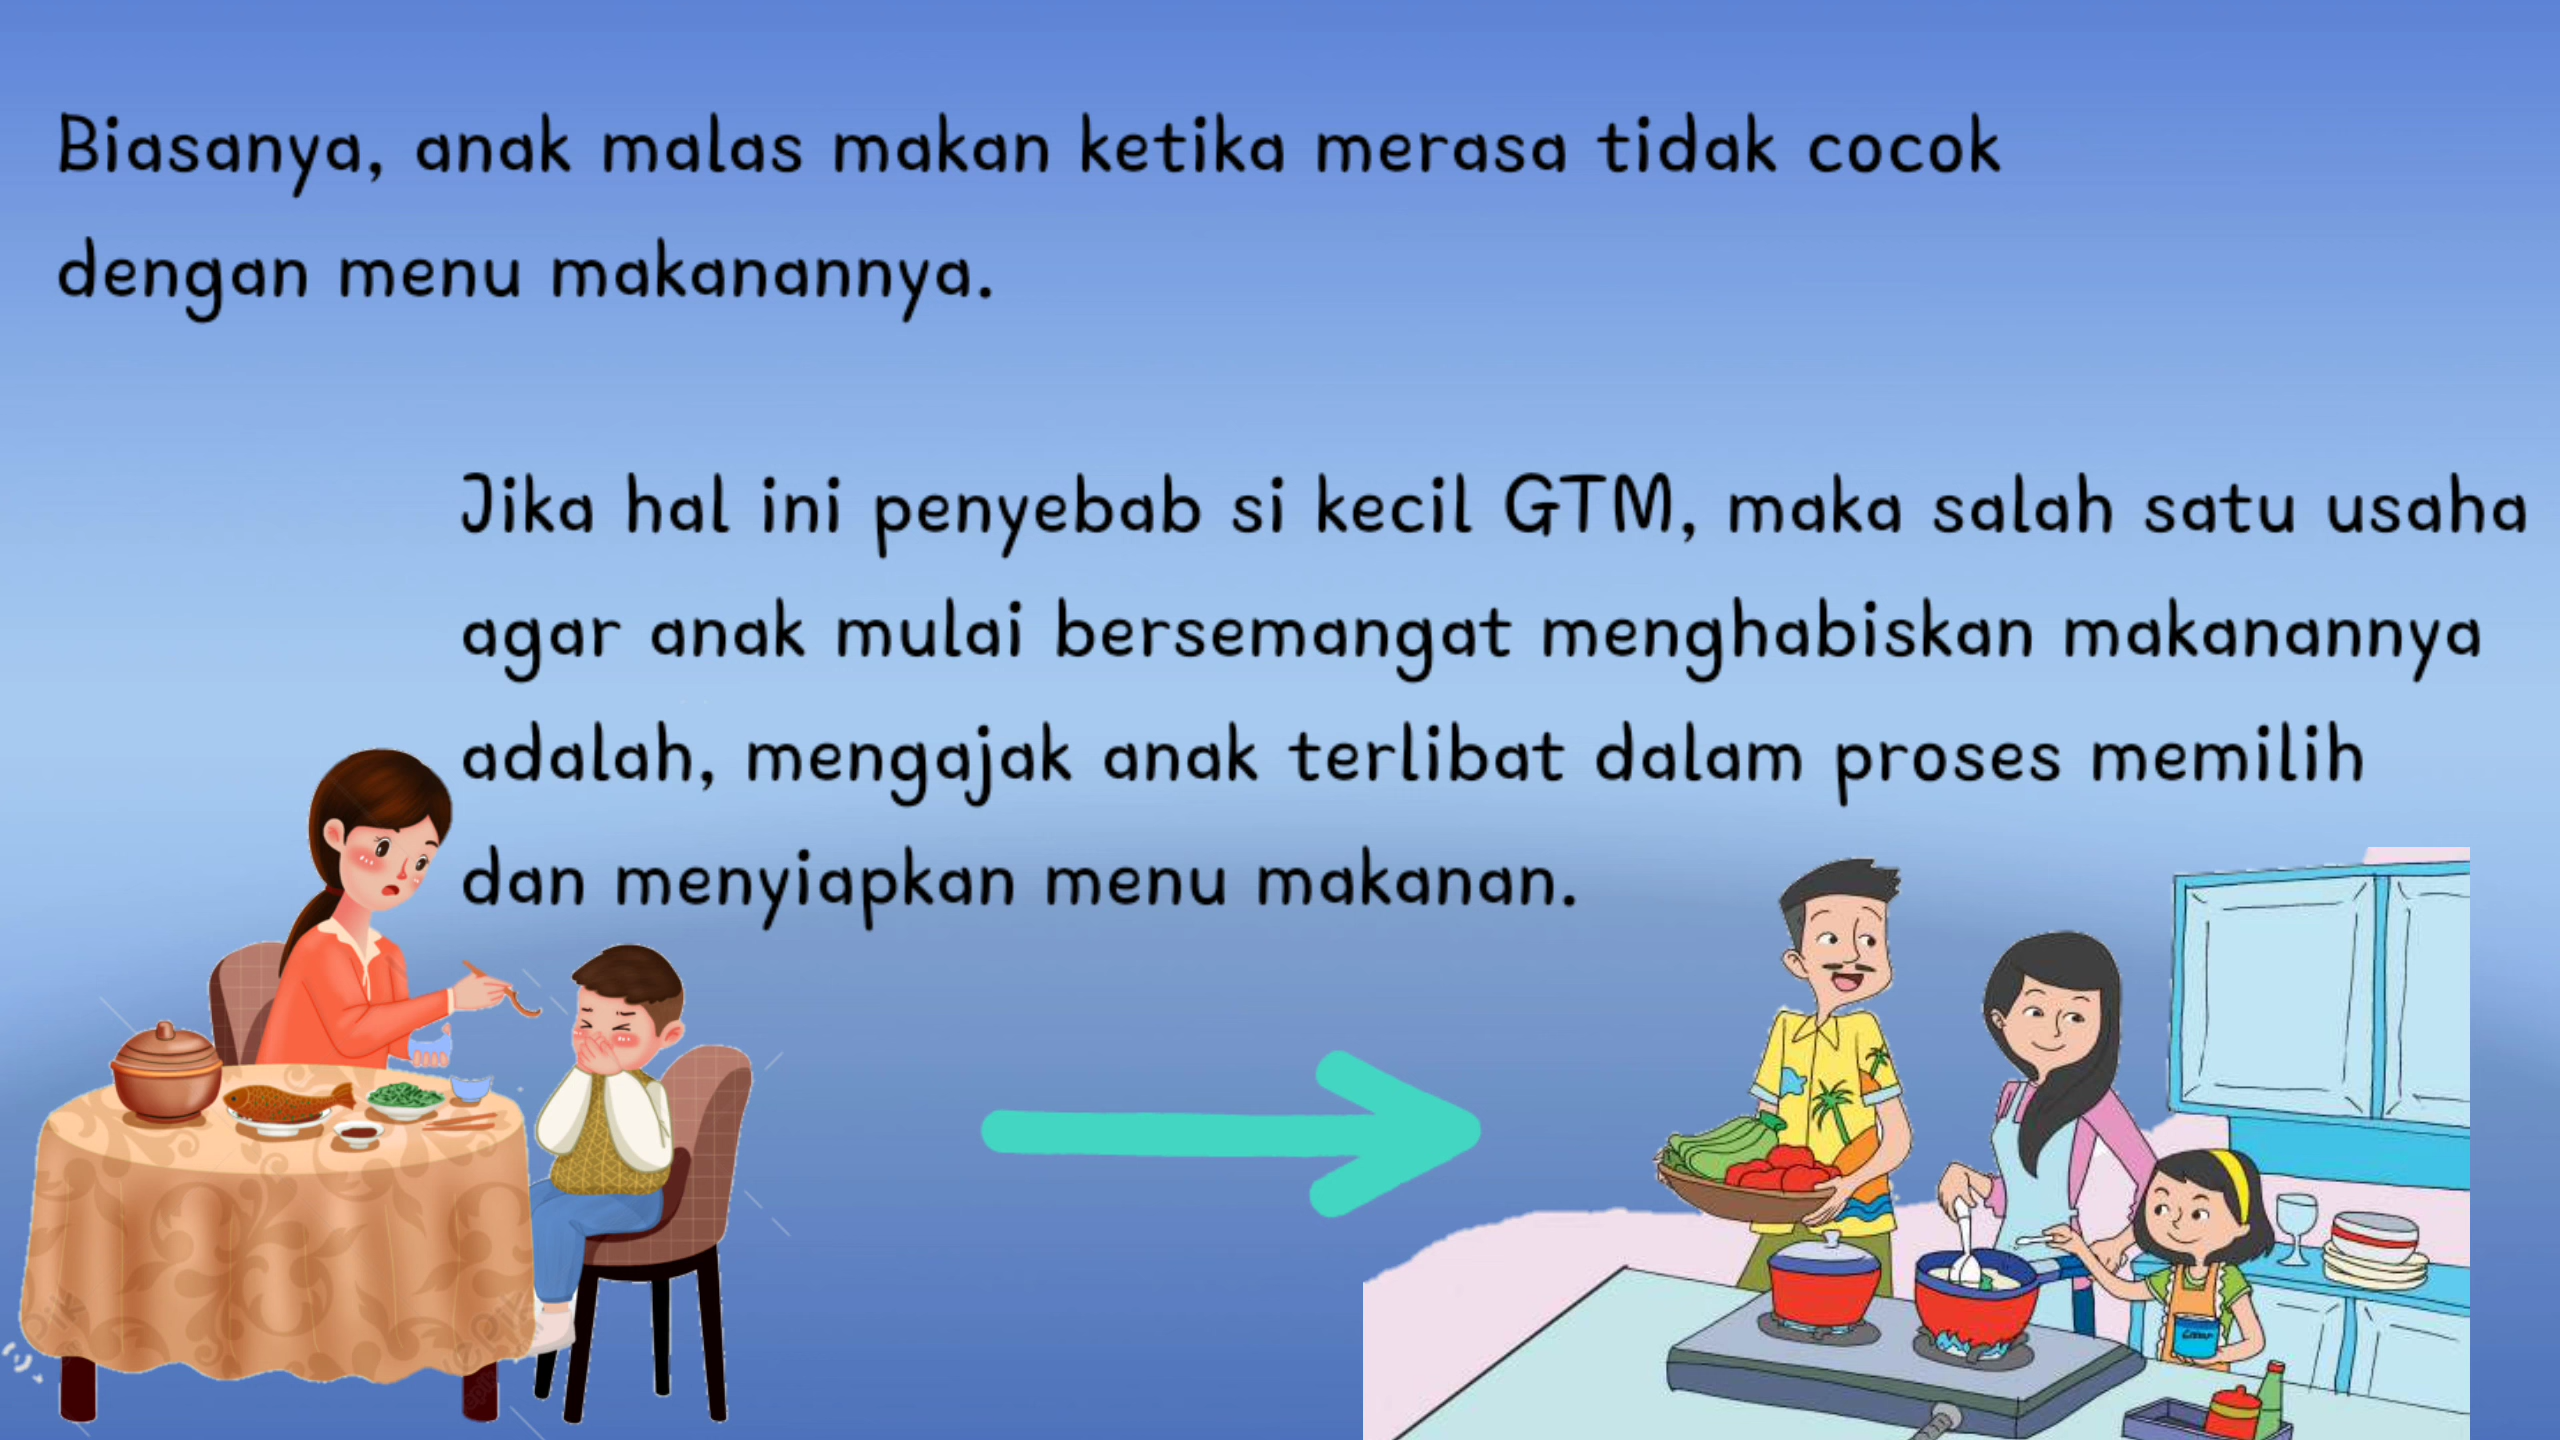 Biasanya, anak malas makan ketika merasa tidak cocok
dengan menu makanannya.
Jika hal ini penyebab si kecil GTM, maka salah satu usaha
agar anak mulai bersemangat menghabiskan makanannya
adalah, mengajak anak terlibat dalam proses memilih
dan menyiapkan menu makanan.